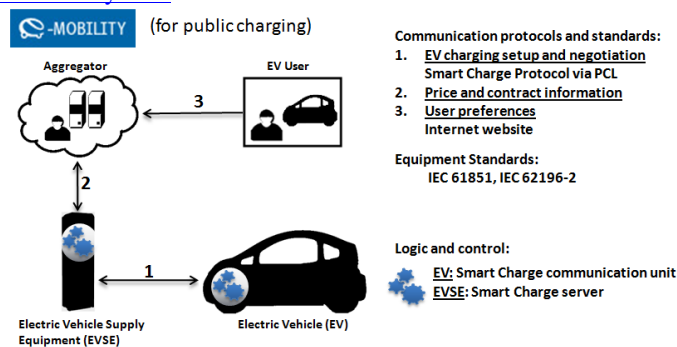 e-MOBILITY (for public charging)
Aggregator
EV User
3
2
1
Electric Vehicle Supply
Equipment (EVSE)
Electric Vehicle (EV)
Communication protocols and standards:
1. EV charging setup and negotiation
Smart Charge Protocol via PCL
2. Price and contract information
3. User preferences
Internet website
Equipment Standards:
IEC 61851, IEC 62196-2
Logic and control:
EV: Smart Charge communication unit
EVSE: Smart Charge server